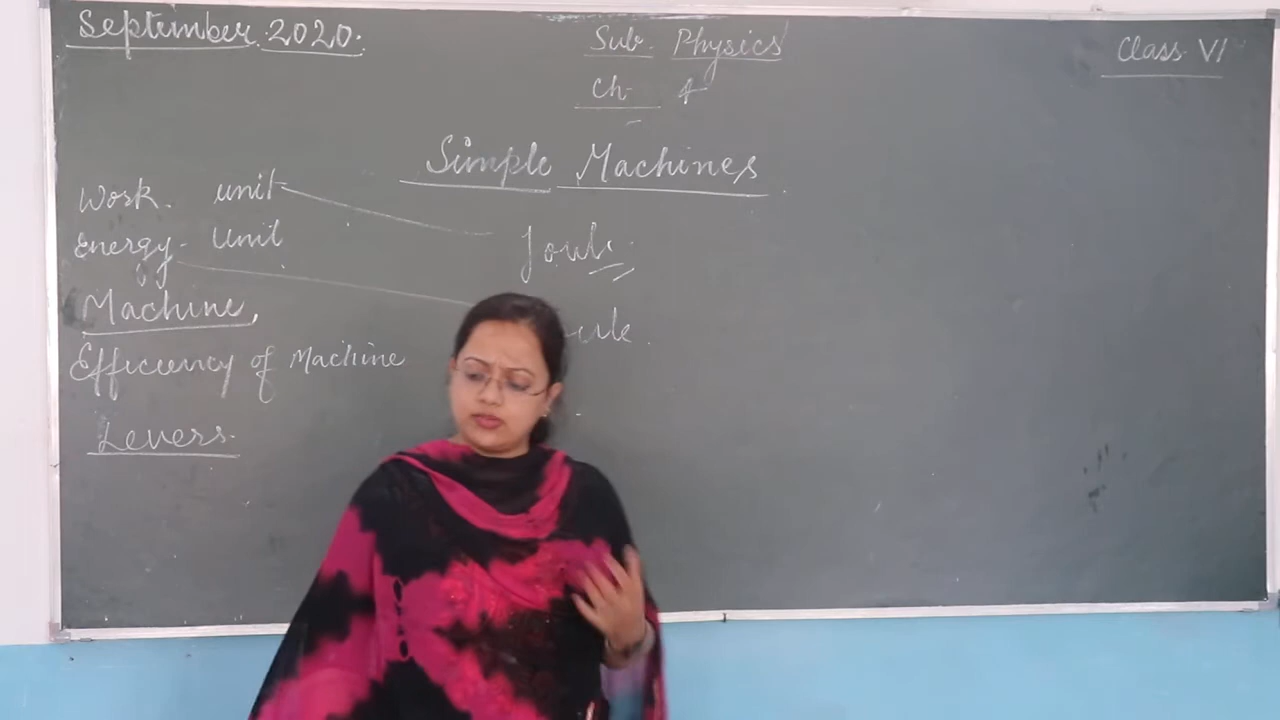 September 2020.
Sub. Physics
Class VI
Ch 4
Simple Machines
Work. unit
Joule.
Energy - Unit
Machine,
Efficiency of Machine
Levers.